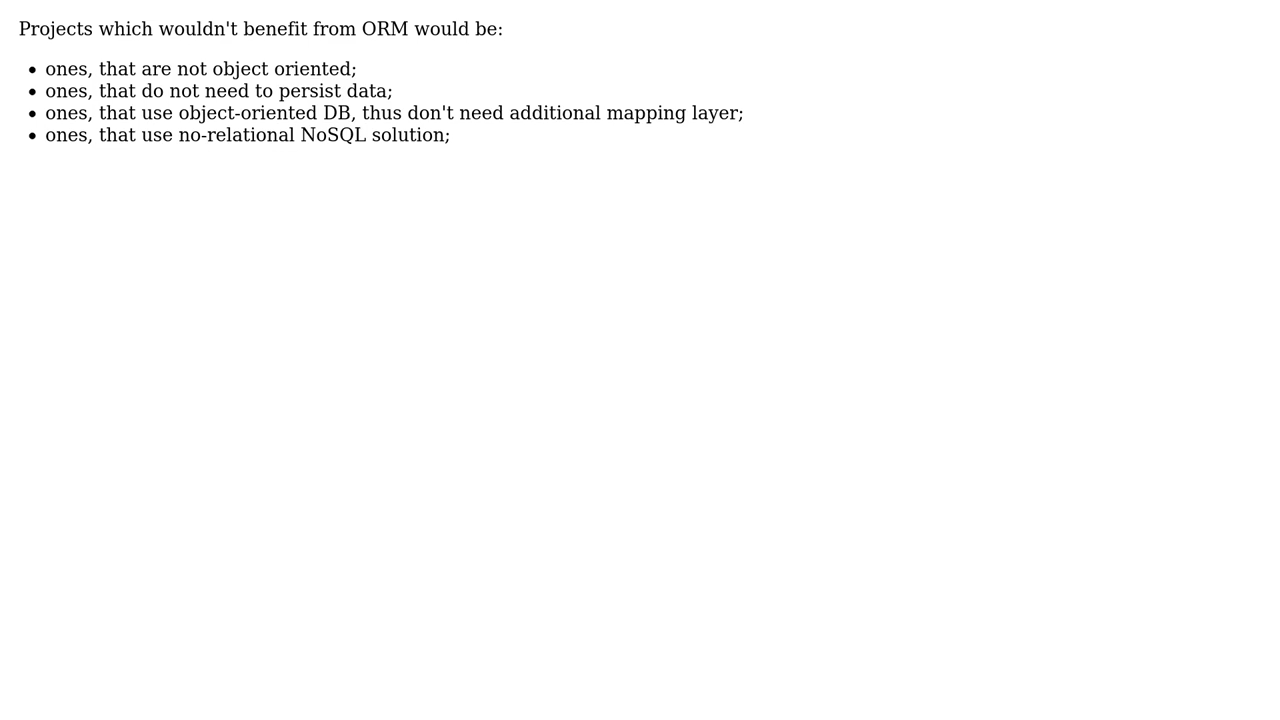 Projects which wouldn't benefit from ORM would be:
• ones, that are not object oriented;
• ones, that do not need to persist data;
• ones, that use object-oriented DB, thus don't need additional mapping layer;
• ones, that use no-relational NoSQL solution;